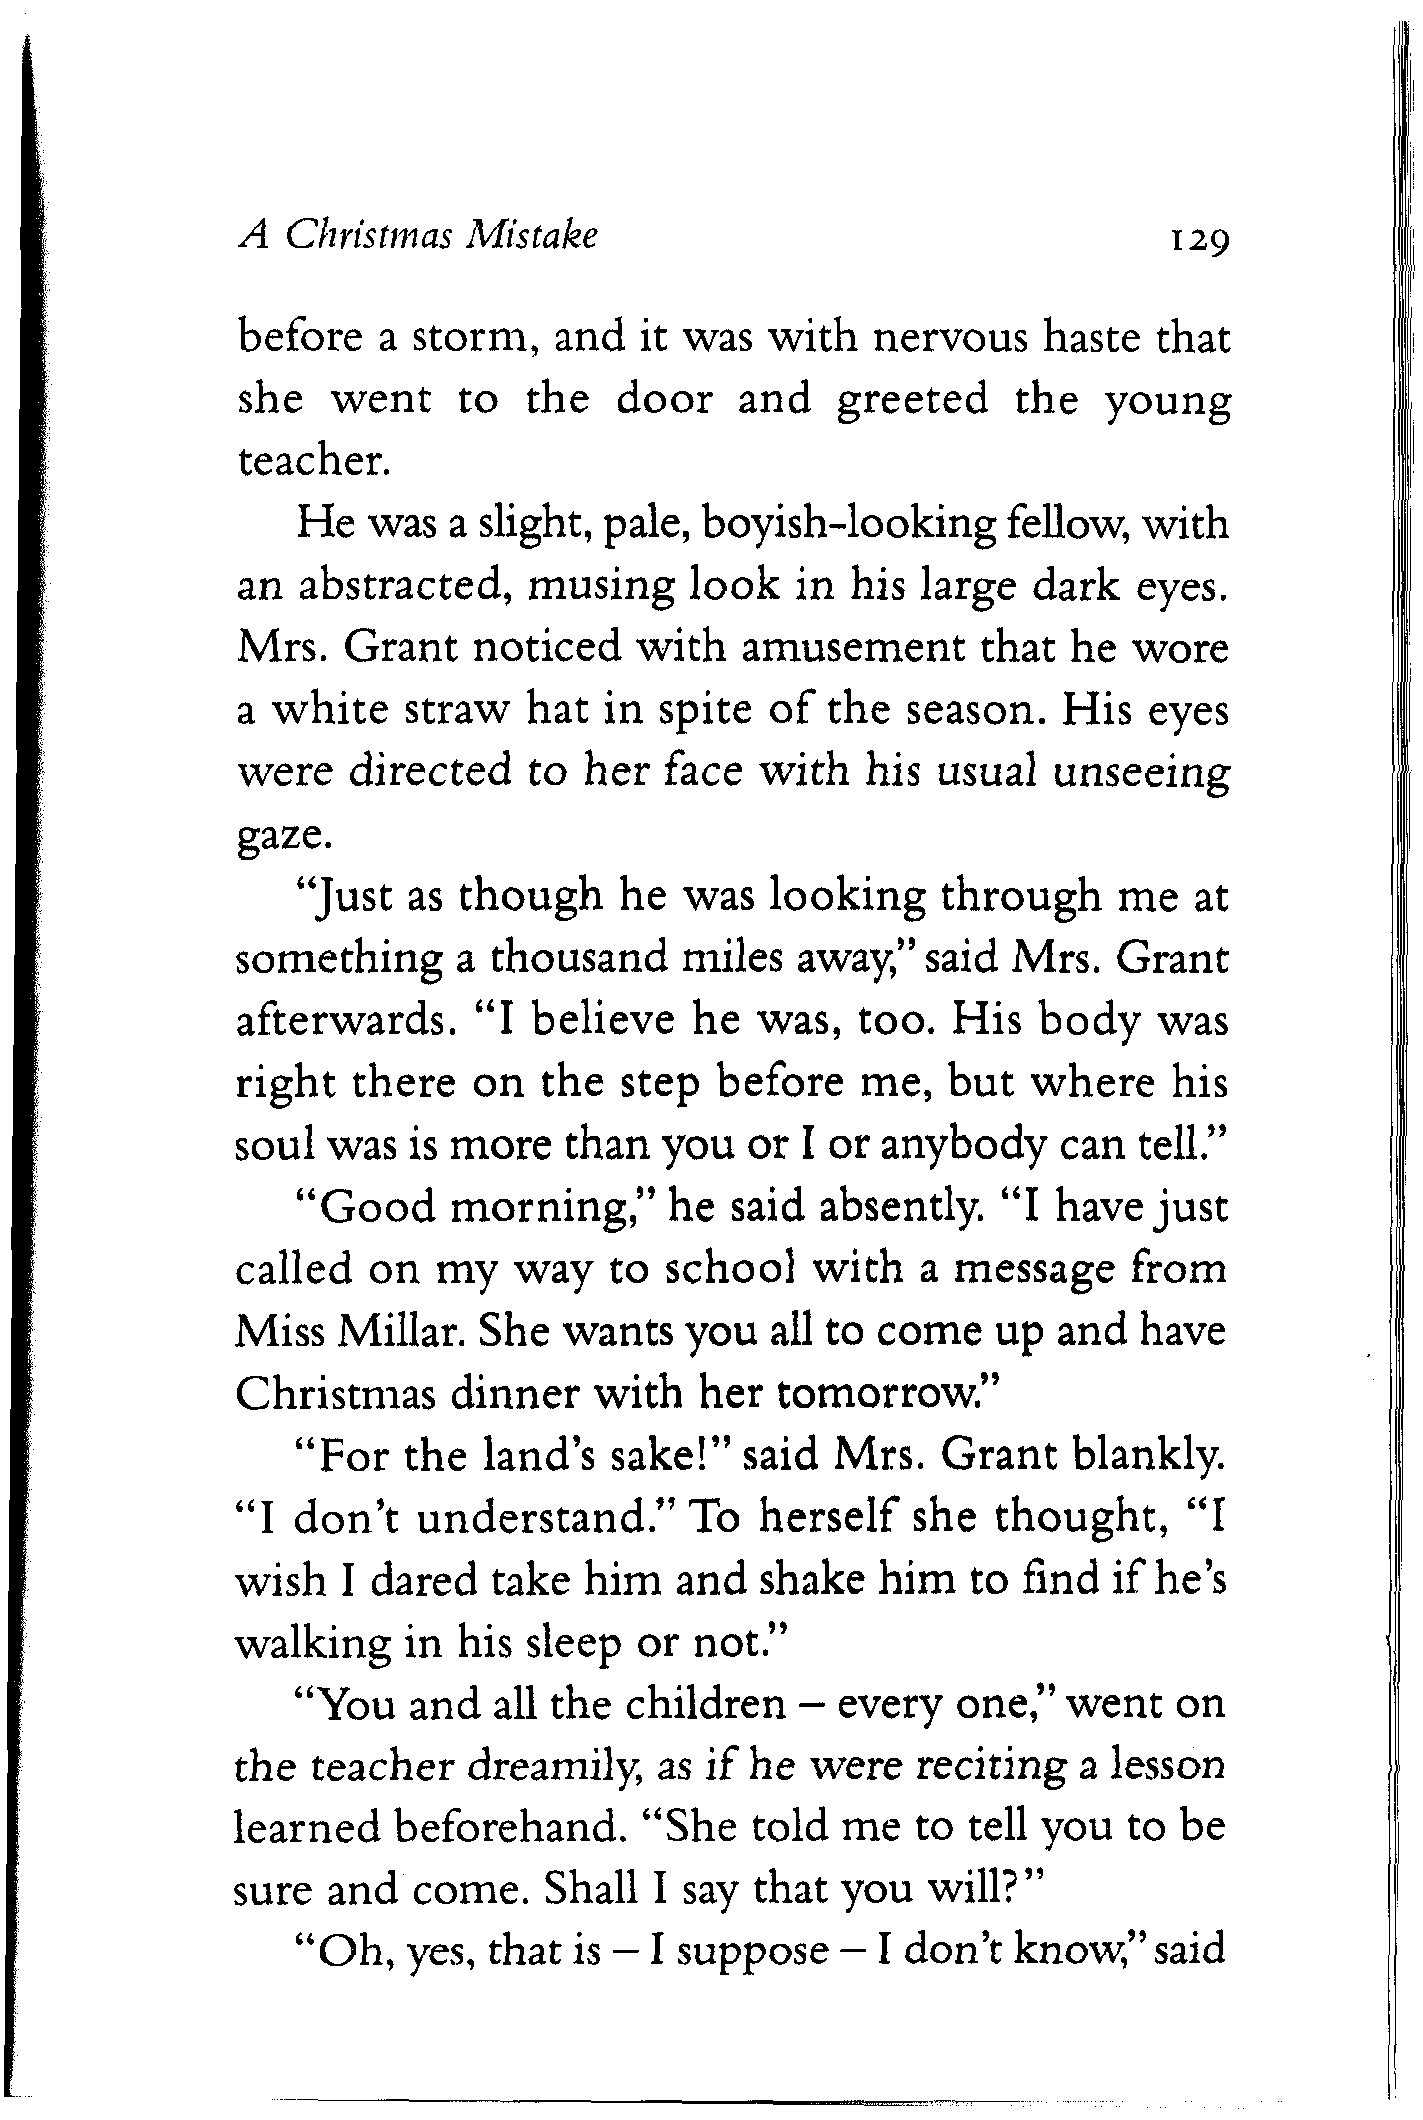 A Christmas Mistake 129
before a storm, and it was with nervous haste that
she went to the door and greeted the young
teacher.
He was a slight, pale, boyish-looking fellow, with
an abstracted, musing look in his large dark eyes.
Mrs. Grant noticed with amusement that he wore
a white straw hat in spite of the season. His eyes
were directed to her face with his usual unseeing
gaze.
“Just as though he was looking through me at
something a thousand miles away,” said Mrs. Grant
afterwards. “I believe he was, too. His body was
right there on the step before me, but where his
soul was is more than you or I or anybody can tell.”
“Good morning,” he said absently. “I have just
called on my way to school with a message from
Miss Millar. She wants you all to come up and have
Christmas dinner with her tomorrow.”
“For the land’s sake!” said Mrs. Grant blankly.
“I don’t understand.” To herself she thought, “I
wish I dared take him and shake him to find if he’s
walking in his sleep or not.”
“You and all the children – every one,” went on
the teacher dreamily, as if he were reciting a lesson
learned beforehand. “She told me to tell you to be
sure and come. Shall I say that you will?”
“Oh, yes, that is – I suppose – I don’t know,” said